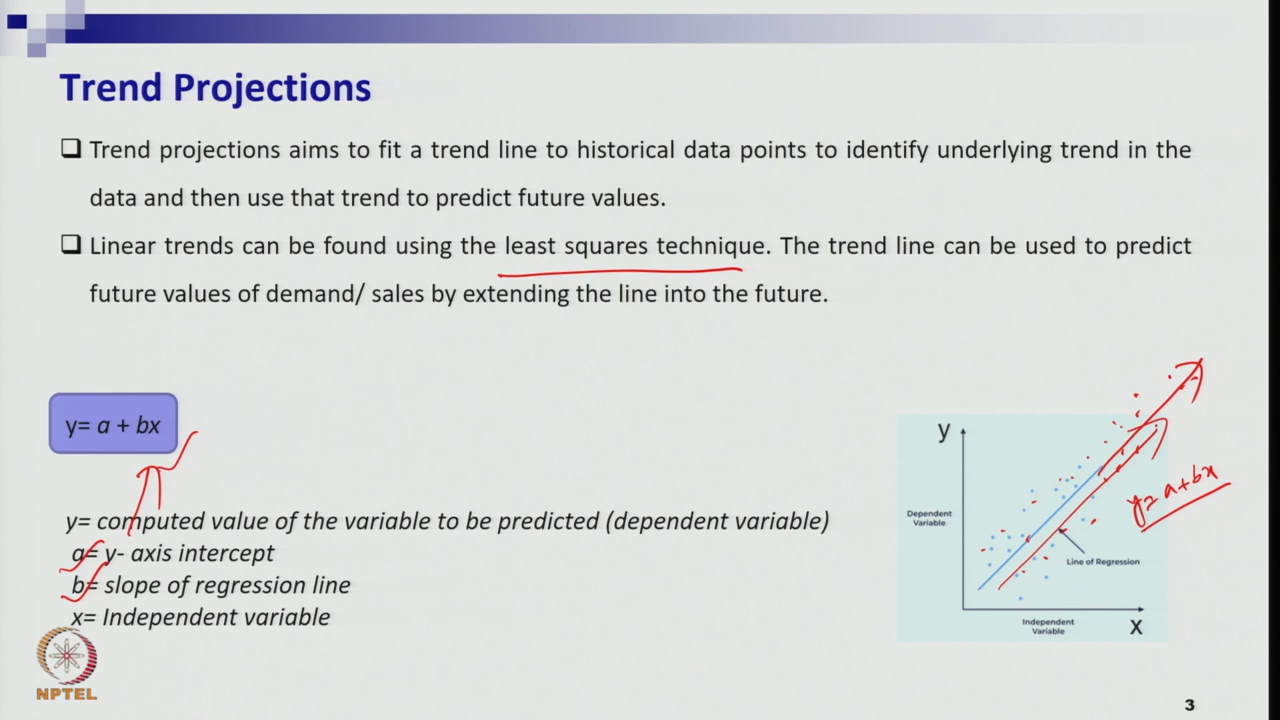 Trend Projections
❑ Trend projections aims to fit a trend line to historical data points to identify underlying trend in the
data and then use that trend to predict future values.
❑ Linear trends can be found using the least squares technique. The trend line can be used to predict
future values of demand/ sales by extending the line into the future.
y= a + bx
y= computed value of the variable to be predicted (dependent variable)
a= y- axis intercept
b= slope of regression line
x= Independent variable
y
Dependent
Variable
Line of Regression
Independent
Variable
X
y= a+bx
NPTEL
3